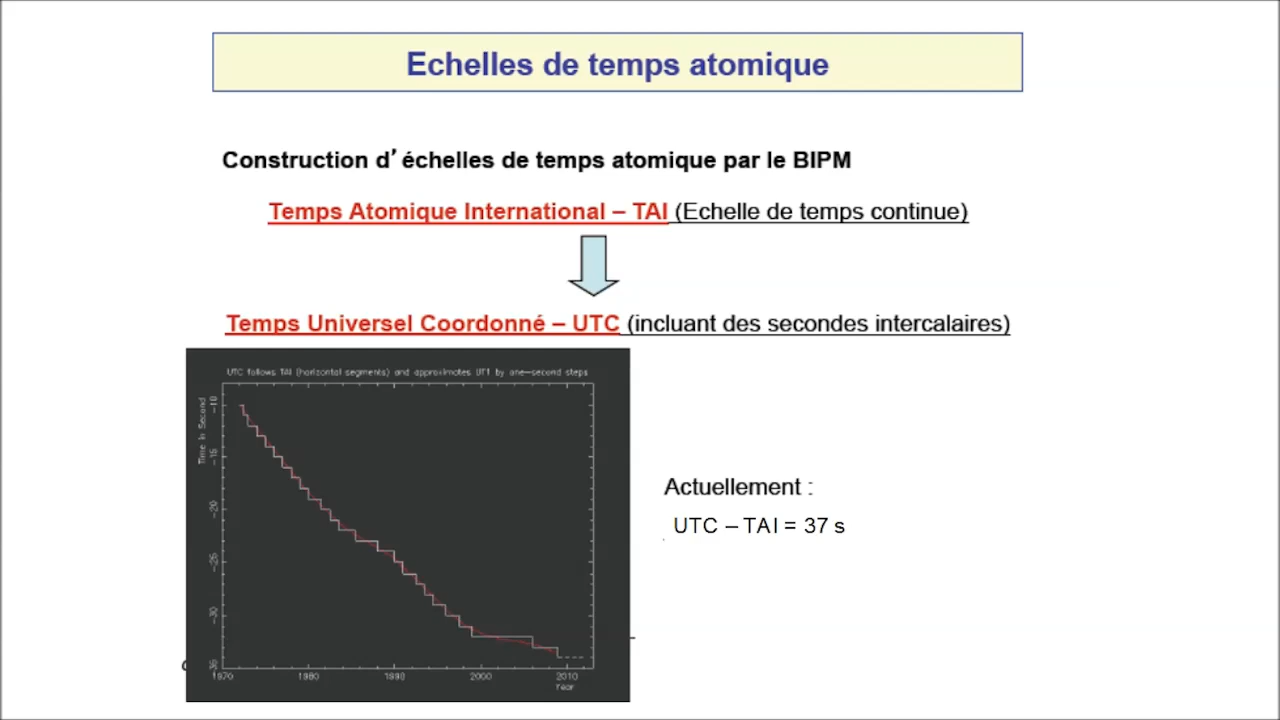 Echelles de temps atomique
Construction d’échelles de temps atomique par le BIPM
Temps Atomique International – TAI (Echelle de temps continue)
Temps Universel Coordonné – UTC (incluant des secondes intercalaires)
UTC follows TAI (horizontal segments) and approximates UT1 by one-second steps
Time in Second
-10
-15
-20
-25
-30
-35
1970 1980 1990 2000 2010
Year
Actuellement :
UTC – TAI = 37 s